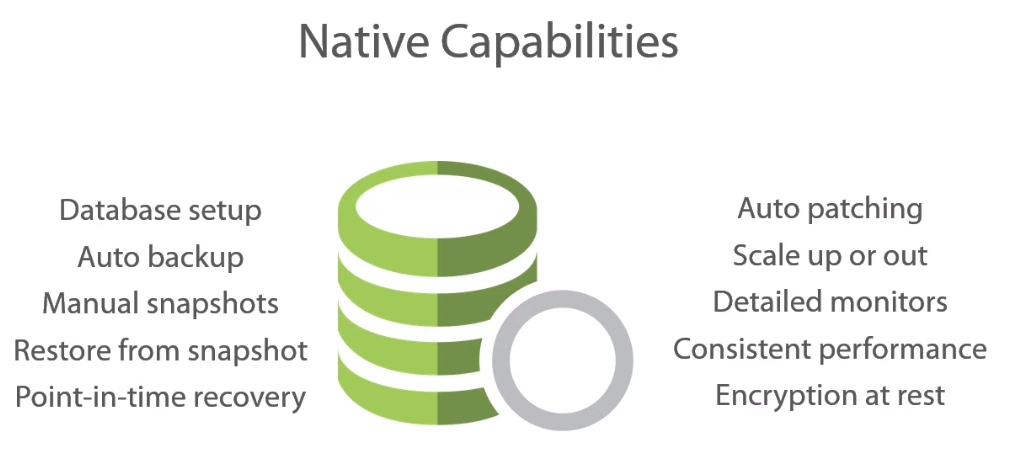 Native Capabilities
Database setup
Auto backup
Manual snapshots
Restore from snapshot
Point-in-time recovery
Auto patching
Scale up or out
Detailed monitors
Consistent performance
Encryption at rest